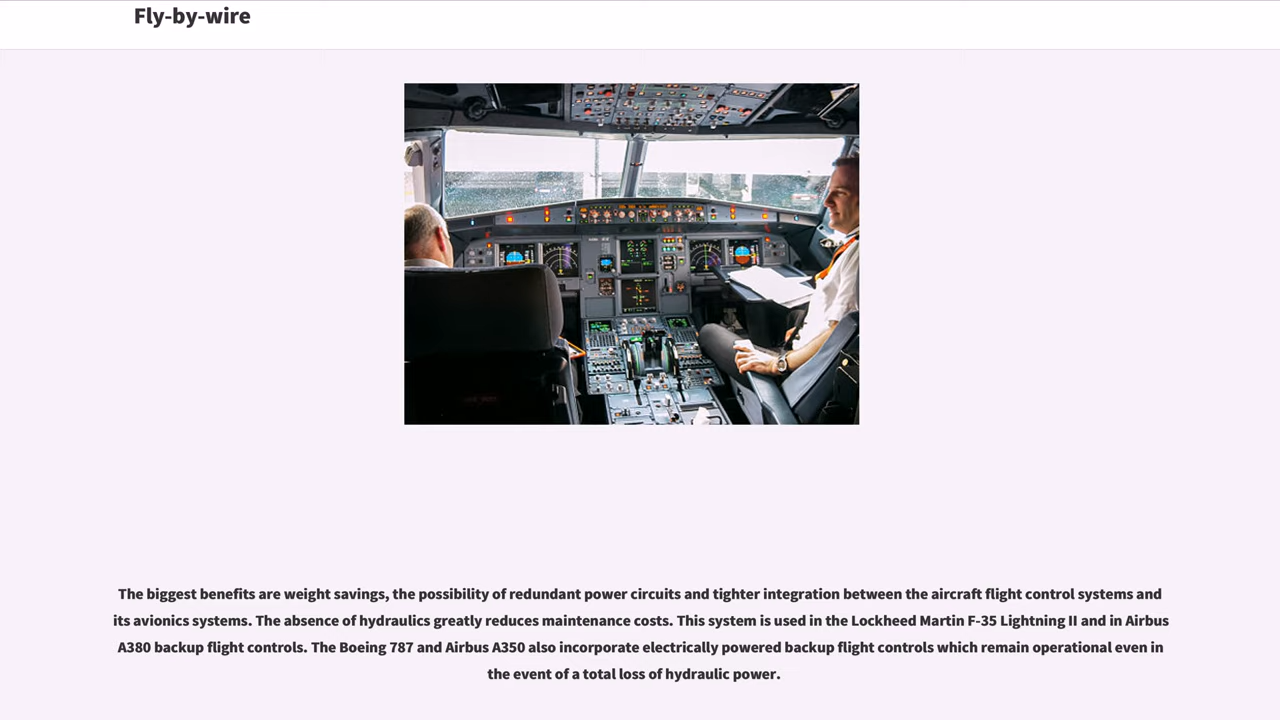 Fly-by-wire
The biggest benefits are weight savings, the possibility of redundant power circuits and tighter integration between the aircraft flight control systems and
its avionics systems. The absence of hydraulics greatly reduces maintenance costs. This system is used in the Lockheed Martin F-35 Lightning II and in Airbus
A380 backup flight controls. The Boeing 787 and Airbus A350 also incorporate electrically powered backup flight controls which remain operational even in
the event of a total loss of hydraulic power.